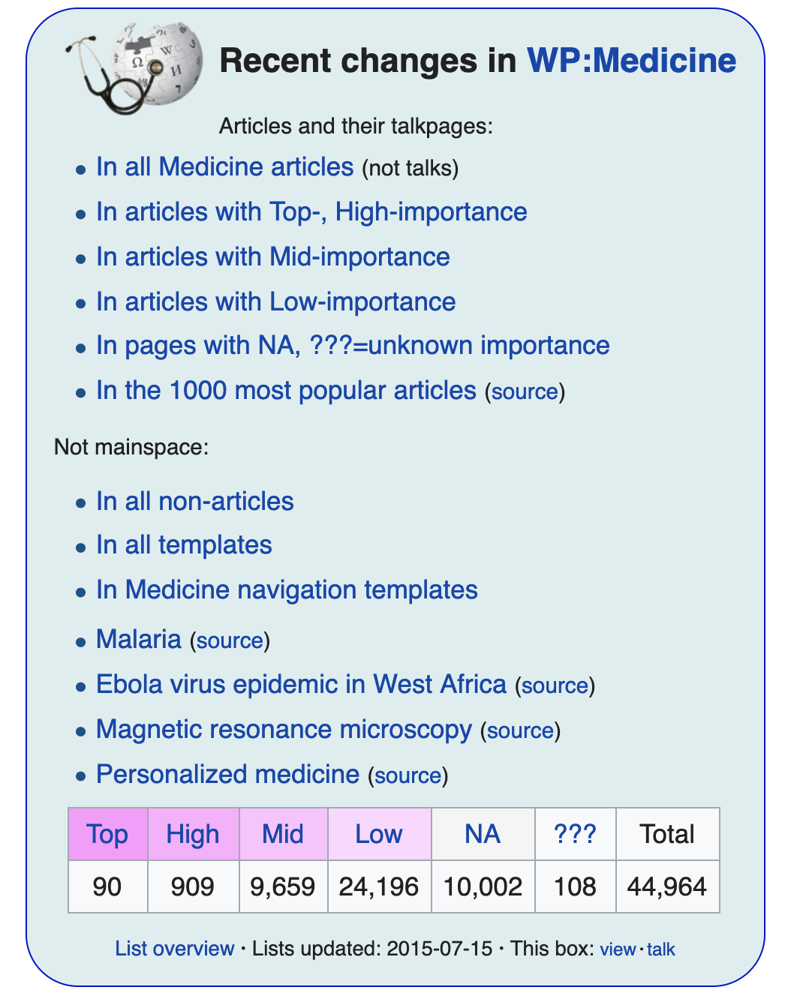 Recent changes in WP:Medicine
Articles and their talkpages:
In all Medicine articles (not talks)
In articles with Top-, High-importance
In articles with Mid-importance
In articles with Low-importance
In pages with NA, ???=unknown importance
In the 1000 most popular articles (source)
Not mainspace:
In all non-articles
In all templates
In Medicine navigation templates
Malaria (source)
Ebola virus epidemic in West Africa (source)
Magnetic resonance microscopy (source)
Personalized medicine (source)
Top High Mid Low NA ??? Total
90 909 9,659 24,196 10,002 108 44,964
List overview · Lists updated: 2015-07-15 · This box: view · talk